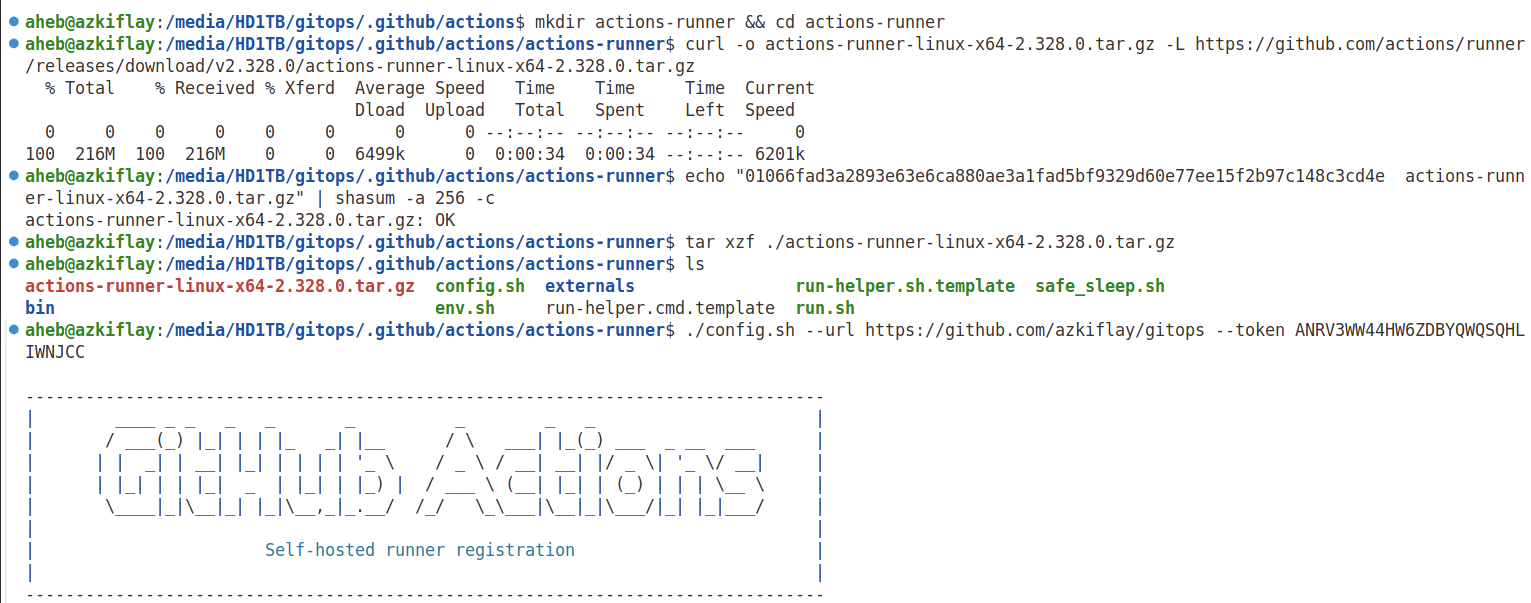 aheb@azkiflay:/media/HD1TB/gitops/.github/actions$ mkdir actions-runner && cd actions-runner
aheb@azkiflay:/media/HD1TB/gitops/.github/actions/actions-runner$ curl -o actions-runner-linux-x64-2.328.0.tar.gz -L https://github.com/actions/runner
/releases/download/v2.328.0/actions-runner-linux-x64-2.328.0.tar.gz
  % Total    % Received % Xferd  Average Speed   Time    Time     Time  Current
                                 Dload  Upload   Total   Spent    Left  Speed
  0     0    0     0    0     0      0      0 --:--:-- --:--:-- --:--:--     0
100  216M  100  216M    0     0  6499k      0  0:00:34  0:00:34 --:--:-- 6201k
aheb@azkiflay:/media/HD1TB/gitops/.github/actions/actions-runner$ echo "01066fad3a2893e63e6ca880ae3a1fad5bf9329d60e77ee15f2b97c148c3cd4e  actions-runn
er-linux-x64-2.328.0.tar.gz" | shasum -a 256 -c
actions-runner-linux-x64-2.328.0.tar.gz: OK
aheb@azkiflay:/media/HD1TB/gitops/.github/actions/actions-runner$ tar xzf ./actions-runner-linux-x64-2.328.0.tar.gz
aheb@azkiflay:/media/HD1TB/gitops/.github/actions/actions-runner$ ls
actions-runner-linux-x64-2.328.0.tar.gz  config.sh  externals                run-helper.sh.template  safe_sleep.sh
bin                                      env.sh     run-helper.cmd.template  run.sh
aheb@azkiflay:/media/HD1TB/gitops/.github/actions/actions-runner$ ./config.sh --url https://github.com/azkiflay/gitops --token ANRV3WW44HW6ZDBYQWQSQHL
IWNJCC
GitHub Actions
Self-hosted runner registration